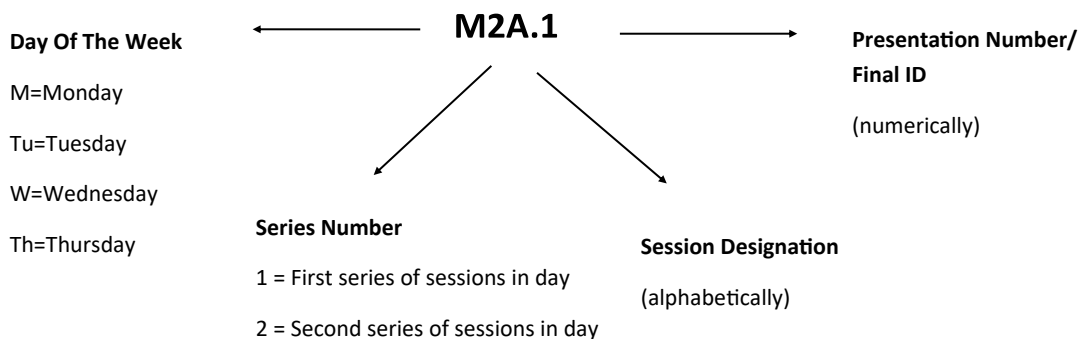 M2A.1
Day Of The Week
M=Monday
Tu=Tuesday
W=Wednesday
Th=Thursday
Series Number
1 = First series of sessions in day
2 = Second series of sessions in day
Session Designation
(alphabetically)
Presentation Number/
Final ID
(numerically)